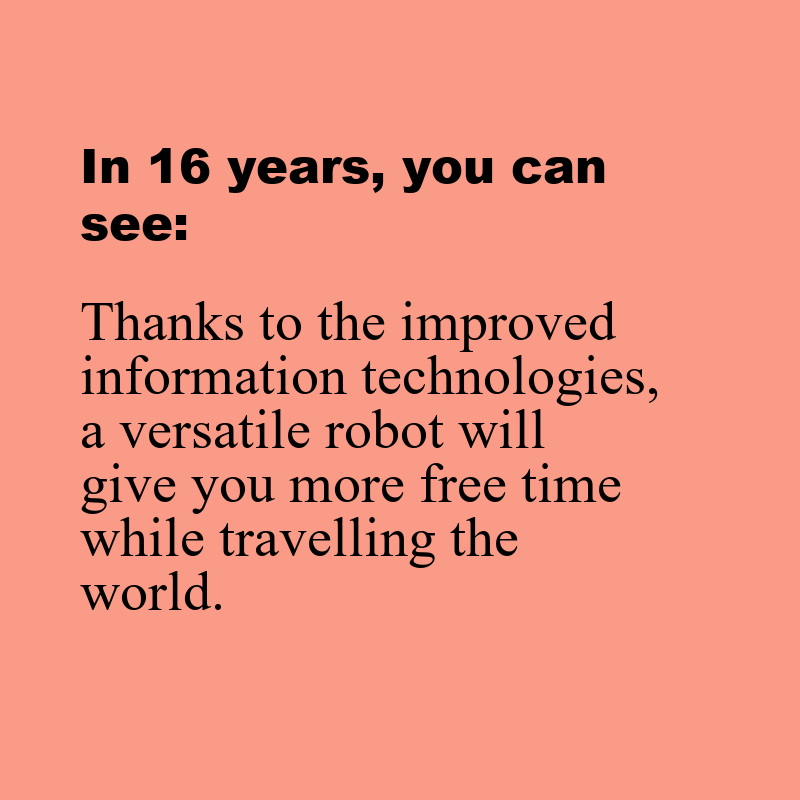 In 16 years, you can
see:
Thanks to the improved
information technologies,
a versatile robot will
give you more free time
while travelling the
world.